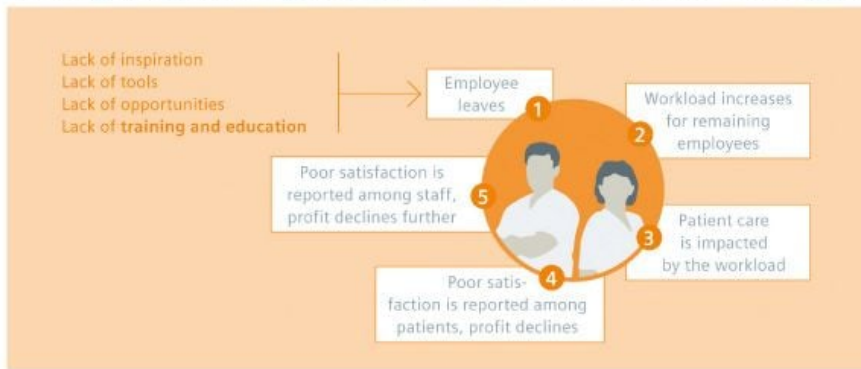 Lack of inspiration
Lack of tools
Lack of opportunities
Lack of training and education
Employee
leaves
1
Workload increases
for remaining
employees
2
Patient care
is impacted
by the workload
3
Poor satis-
faction is reported among
patients, profit declines
4
Poor satisfaction is
reported among staff,
profit declines further
5